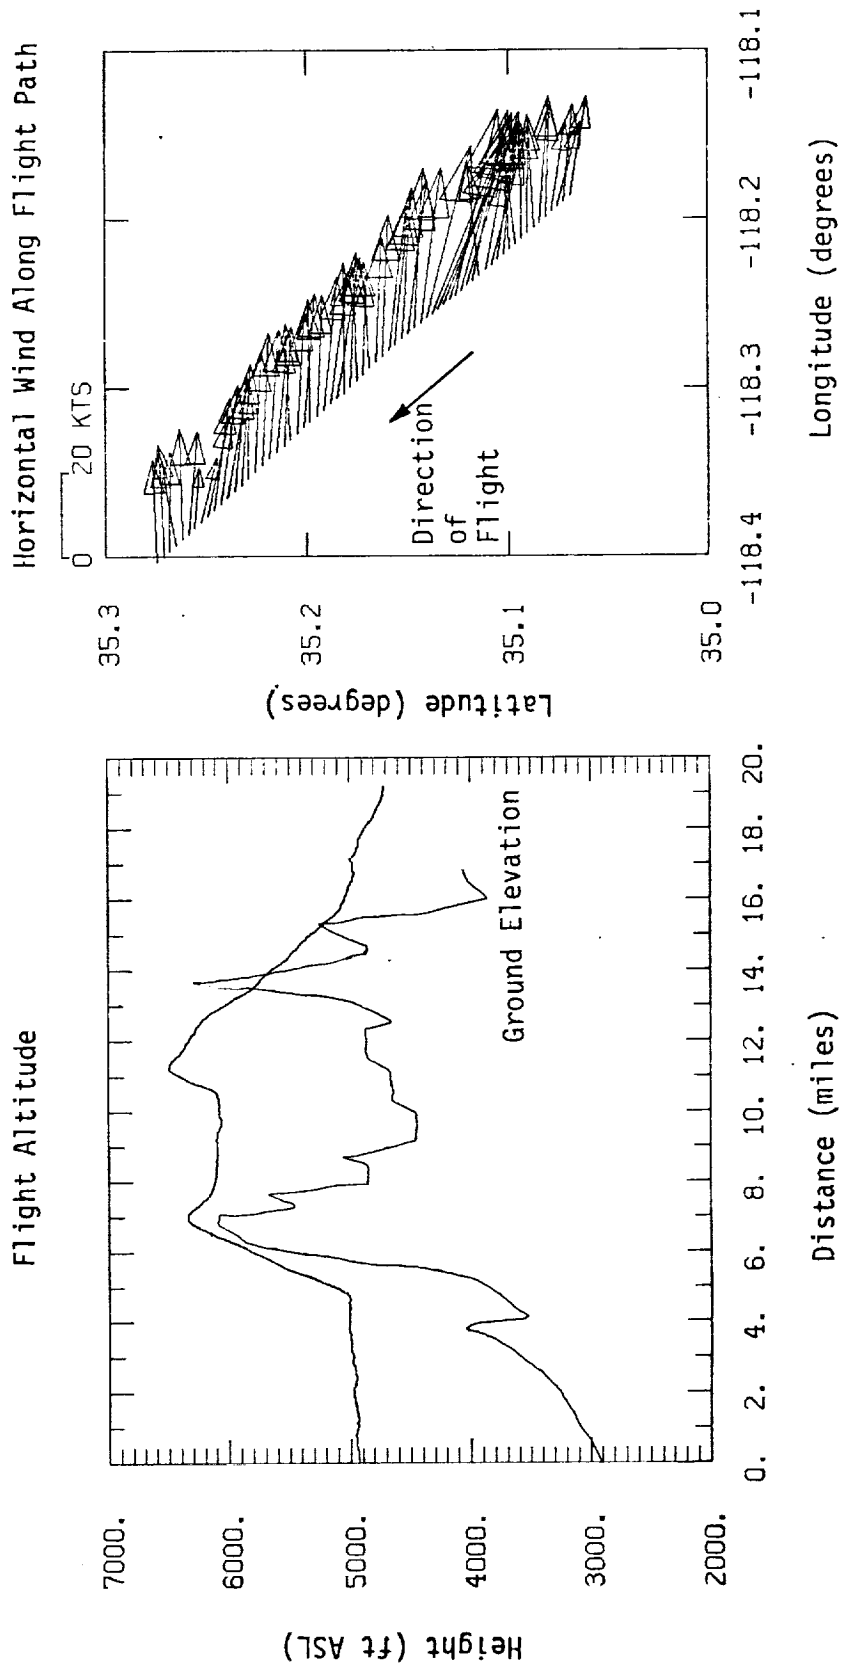 Flight Altitude
Height (ft ASL)
7000.
6000.
5000.
4000.
3000.
2000.
Ground Elevation
0.
2.
4.
6.
8.
10.
12.
14.
16.
18.
20.
Distance (miles)
Horizontal Wind Along Flight Path
0
20 KTS
Latitude (degrees)
35.3
35.2
35.1
35.0
Direction
of
Flight
-118.4
-118.3
-118.2
-118.1
Longitude (degrees)